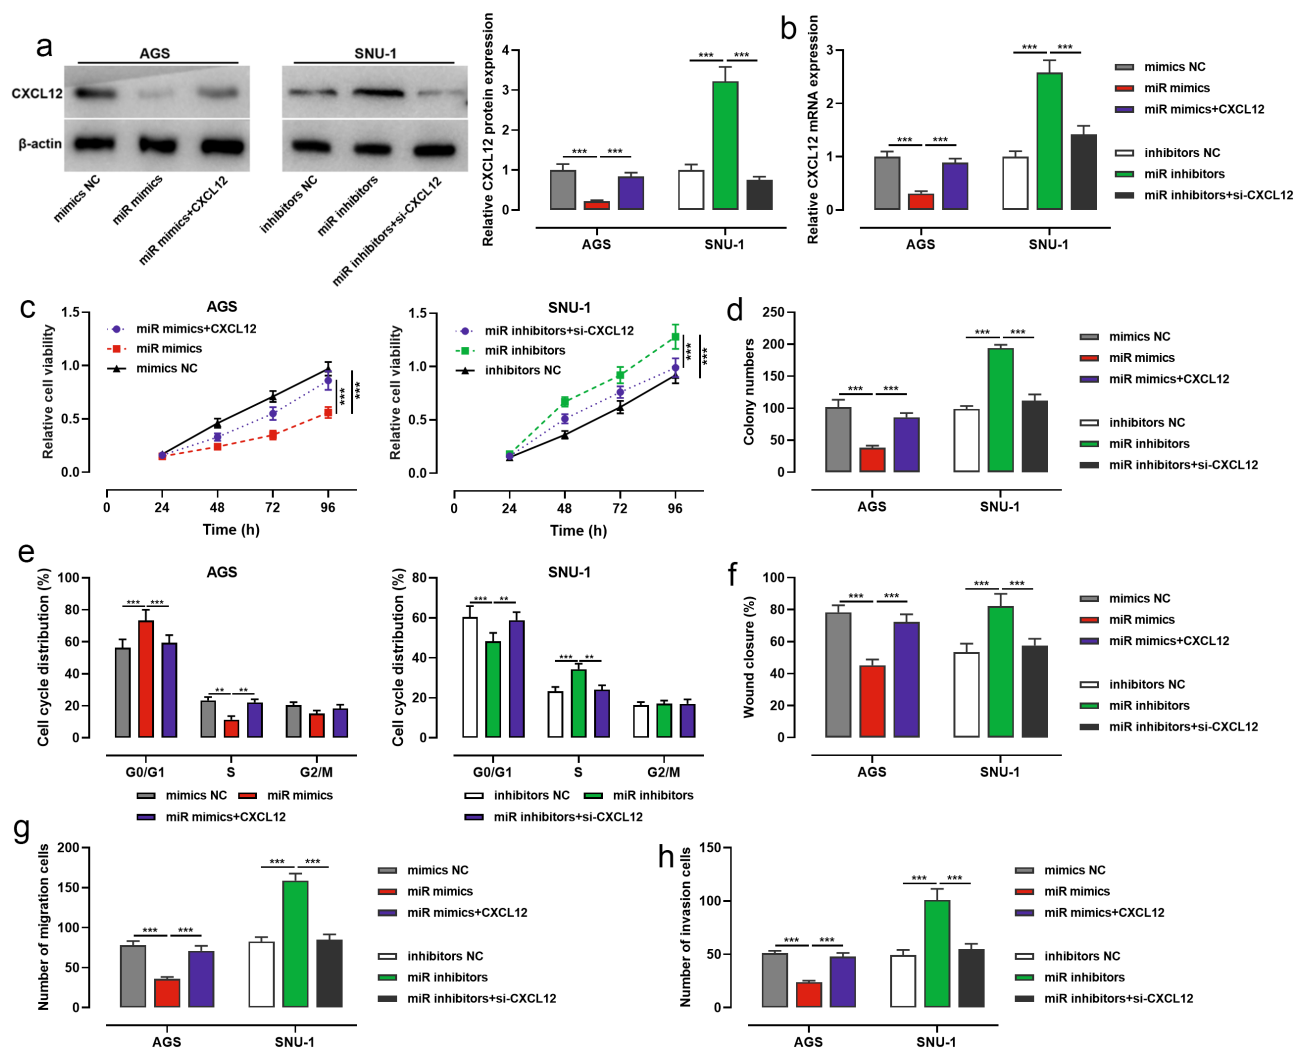 a
AGS
SNU-1
CXCL12
β-actin
mimics NC
miR mimics
miR mimics+CXCL12
inhibitors NC
miR inhibitors
miR inhibitors+si-CXCL12
Relative CXCL12 protein expression
4
3
2
1
0
***
***
***
***
AGS
SNU-1
b
Relative CXCL12 mRNA expression
3
2
1
0
***
***
***
***
AGS
SNU-1
mimics NC
miR mimics
miR mimics+CXCL12
inhibitors NC
miR inhibitors
miR inhibitors+si-CXCL12
c
AGS
Relative cell viability
1.5
1.0
0.5
0.0
miR mimics+CXCL12
miR mimics
mimics NC
***
***
0 24 48 72 96
Time (h)
SNU-1
Relative cell viability
1.5
1.0
0.5
0.0
miR inhibitors+si-CXCL12
miR inhibitors
inhibitors NC
***
***
0 24 48 72 96
Time (h)
d
Colony numbers
250
200
150
100
50
0
***
***
***
***
AGS
SNU-1
mimics NC
miR mimics
miR mimics+CXCL12
inhibitors NC
miR inhibitors
miR inhibitors+si-CXCL12
e
AGS
Cell cycle distribution (%)
100
80
60
40
20
0
***
***
**
**
G0/G1
S
G2/M
mimics NC
miR mimics
miR mimics+CXCL12
SNU-1
Cell cycle distribution (%)
80
60
40
20
0
***
**
***
**
G0/G1
S
G2/M
inhibitors NC
miR inhibitors
miR inhibitors+si-CXCL12
f
Wound closure (%)
100
80
60
40
20
0
***
***
***
***
AGS
SNU-1
mimics NC
miR mimics
miR mimics+CXCL12
inhibitors NC
miR inhibitors
miR inhibitors+si-CXCL12
g
Number of migration cells
200
150
100
50
0
***
***
***
***
AGS
SNU-1
mimics NC
miR mimics
miR mimics+CXCL12
inhibitors NC
miR inhibitors
miR inhibitors+si-CXCL12
h
Number of invasion cells
150
100
50
0
***
***
***
***
AGS
SNU-1
mimics NC
miR mimics
miR mimics+CXCL12
inhibitors NC
miR inhibitors
miR inhibitors+si-CXCL12